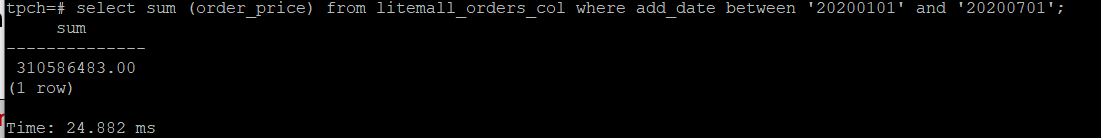 tpch=# select sum (order_price) from litemall_orders_col where add_date between '20200101' and '20200701';
sum
--------------
310586483.00
(1 row)
Time: 24.882 ms